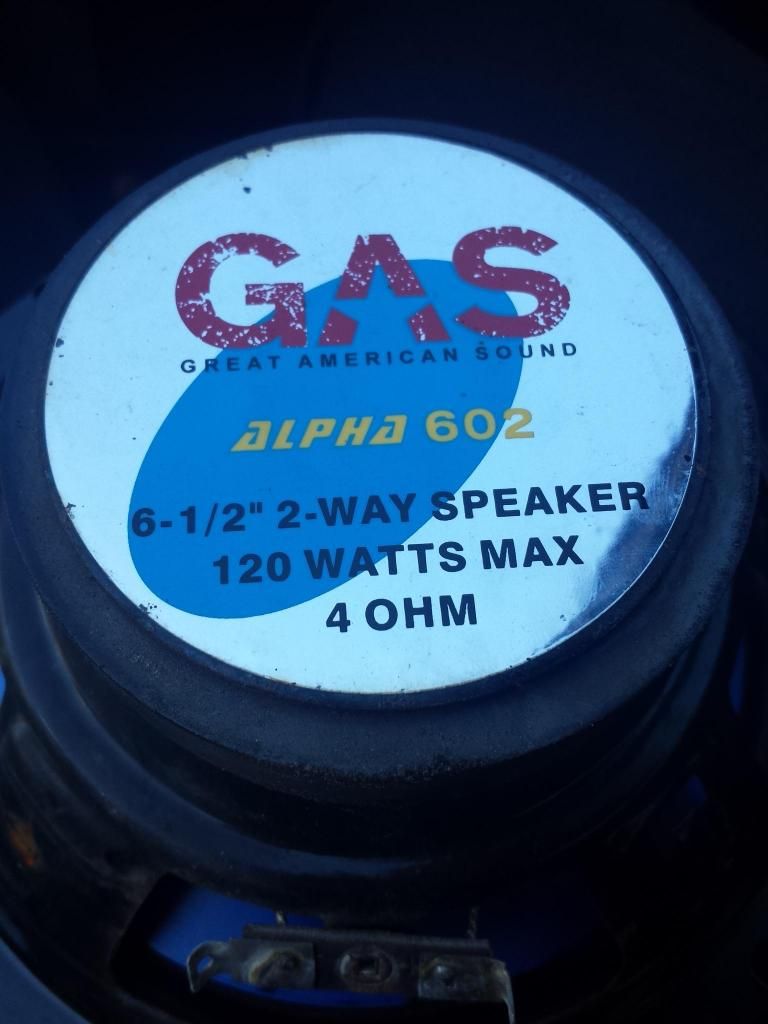 GAS
GREAT AMERICAN SOUND
ALPHA 602
6-1/2" 2-WAY SPEAKER
120 WATTS MAX
4 OHM